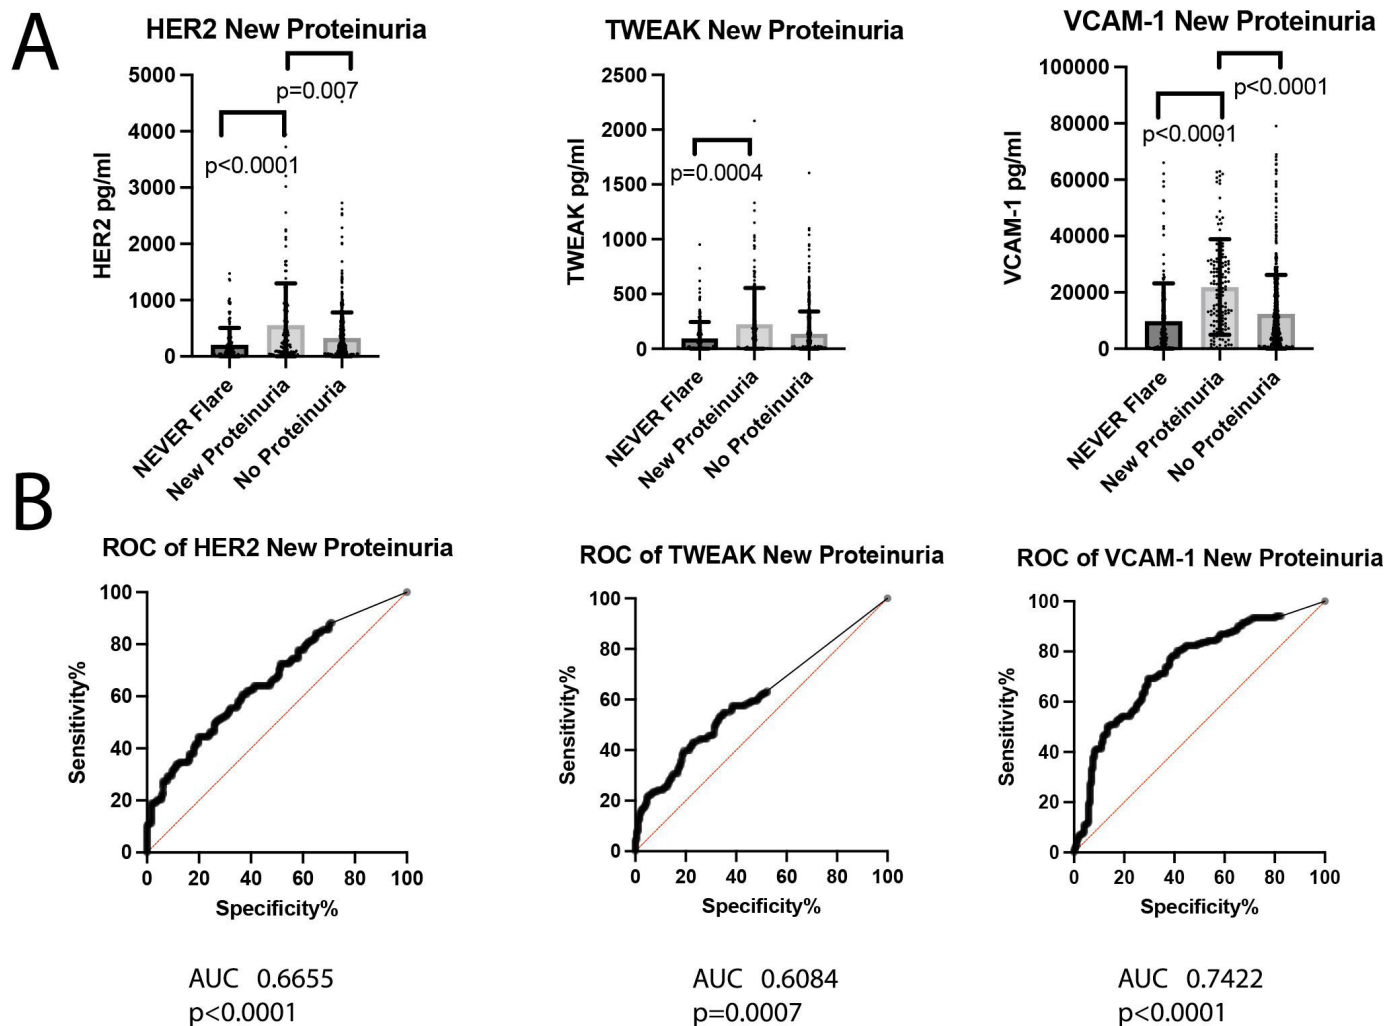 A
HER2 New Proteinuria
p=0.007
p<0.0001
HER2 pg/ml
5000
4000
3000
2000
1000
0
NEVER Flare
New Proteinuria
No Proteinuria
TWEAK New Proteinuria
p=0.0004
TWEAK pg/ml
2500
2000
1500
1000
500
0
NEVER Flare
New Proteinuria
No Proteinuria
VCAM-1 New Proteinuria
p<0.0001
p<0.0001
VCAM-1 pg/ml
100000
80000
60000
40000
20000
0
NEVER Flare
New Proteinuria
No Proteinuria
B
ROC of HER2 New Proteinuria
Sensitivity%
100
80
60
40
20
0
0 20 40 60 80 100
Specificity%
AUC 0.6655
p<0.0001
ROC of TWEAK New Proteinuria
Sensitivity%
100
80
60
40
20
0
0 20 40 60 80 100
Specificity%
AUC 0.6084
p=0.0007
ROC of VCAM-1 New Proteinuria
Sensitivity%
100
80
60
40
20
0
0 20 40 60 80 100
Specificity%
AUC 0.7422
p<0.0001